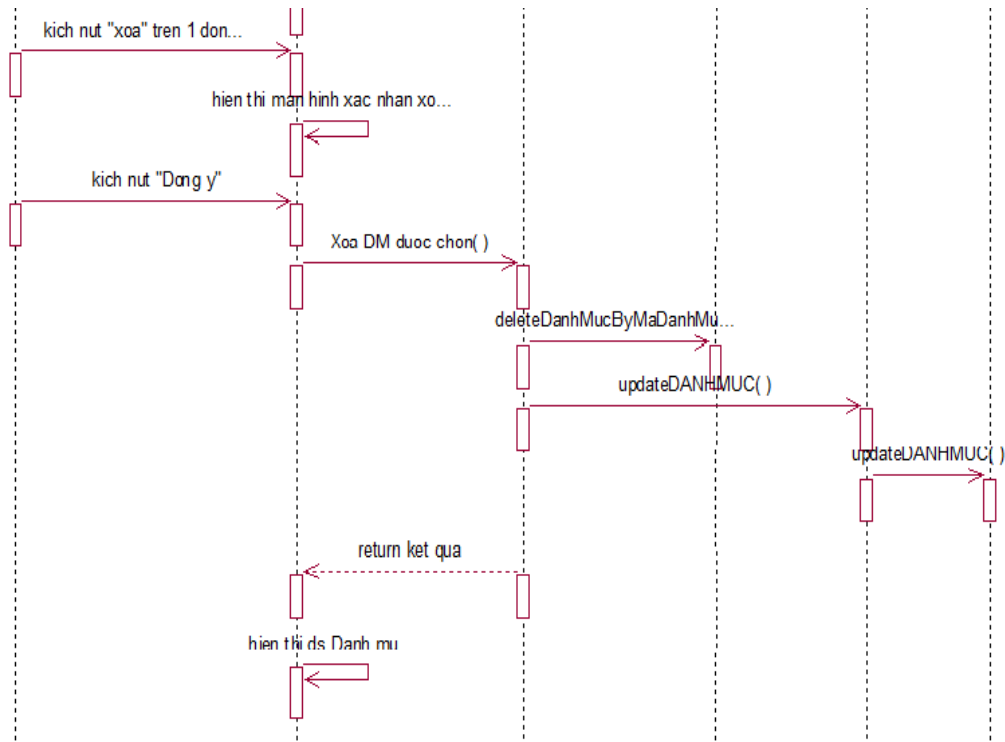 kich nut "xoa" tren 1 don...
hien thi man hinh xac nhan xo...
kich nut "Dong y"
Xoa DM duoc chon( )
deleteDanhMucByMaDanhMu...
updateDANHMUC( )
updateDANHMUC( )
return ket qua
hien thi ds Danh mu